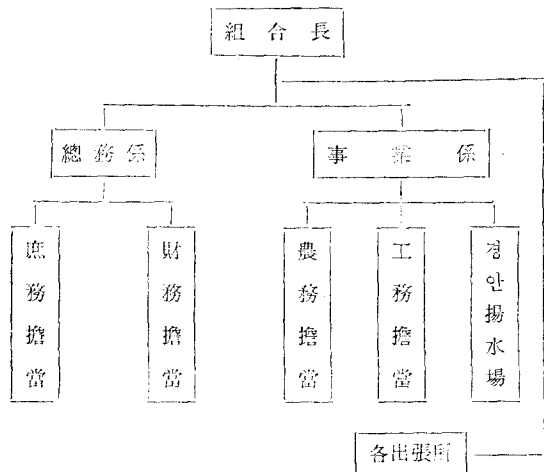 組合長
總務係
事業係
庶務擔當
財務擔當
農務擔當
工務擔當
경안揚水場
各出張所